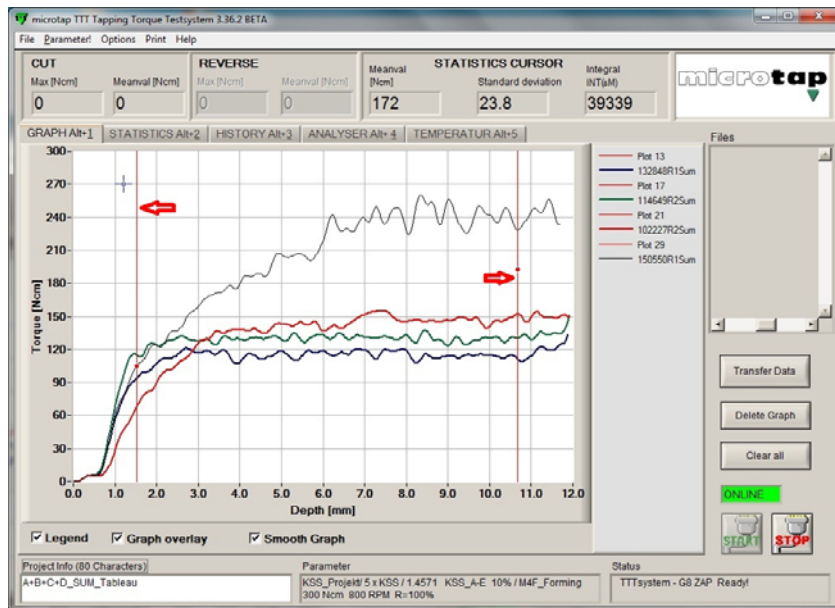 microtap TTT Tapping Torque Testsystem 3.36.2 BETA
File Parameter! Options Print Help
CUT
Max [Ncm] Meanval [Ncm]
0 0
REVERSE
Max [Ncm] Meanval [Ncm]
0 0
STATISTICS CURSOR
Meanval [Ncm] Standard deviation Integral INT(xM)
172 23.8 39339
microtap
GRAPH Alt+1 STATISTICS Alt+2 HISTORY Alt+3 ANALYSER Alt+ 4 TEMPERATUR Alt+5
Files
300
270
240
210
180
150
120
90
60
30
0
Torque [Ncm]
0.0 1.0 2.0 3.0 4.0 5.0 6.0 7.0 8.0 9.0 10.0 11.0 12.0
Depth [mm]
Plot 13
132848R1Sum
Plot 17
114649R2Sum
Plot 21
102227R2Sum
Plot 29
150550R1Sum
Transfer Data
Delete Graph
Clear all
ONLINE
START STOP
Legend Graph overlay Smooth Graph
Project Info (80 Characters)
A+B+C+D_SUM_Tableau
Parameter
KSS_Projekt/ 5 x KSS / 1.4571 KSS_A-E 10% / M4F_Forming
300 Ncm 800 RPM R=100%
Status
TTTsystem - G8 ZAP Ready!